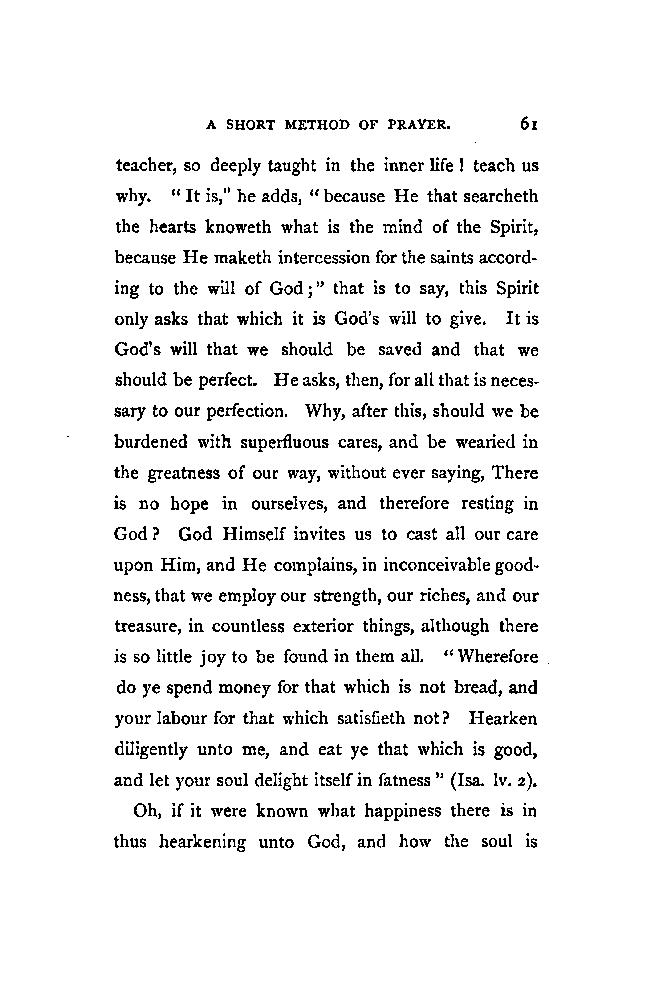 A SHORT METHOD OF PRAYER. 61
teacher, so deeply taught in the inner life ! teach us
why. “ It is,” he adds, “ because He that searcheth
the hearts knoweth what is the mind of the Spirit,
because He maketh intercession for the saints accord-
ing to the will of God ; ” that is to say, this Spirit
only asks that which it is God's will to give. It is
God's will that we should be saved and that we
should be perfect. He asks, then, for all that is neces-
sary to our perfection. Why, after this, should we be
burdened with superfluous cares, and be wearied in
the greatness of our way, without ever saying, There
is no hope in ourselves, and therefore resting in
God ? God Himself invites us to cast all our care
upon Him, and He complains, in inconceivable good-
ness, that we employ our strength, our riches, and our
treasure, in countless exterior things, although there
is so little joy to be found in them all. “ Wherefore
do ye spend money for that which is not bread, and
your labour for that which satisfieth not ? Hearken
diligently unto me, and eat ye that which is good,
and let your soul delight itself in fatness ” (Isa. lv. 2).
Oh, if it were known what happiness there is in
thus hearkening unto God, and how the soul is